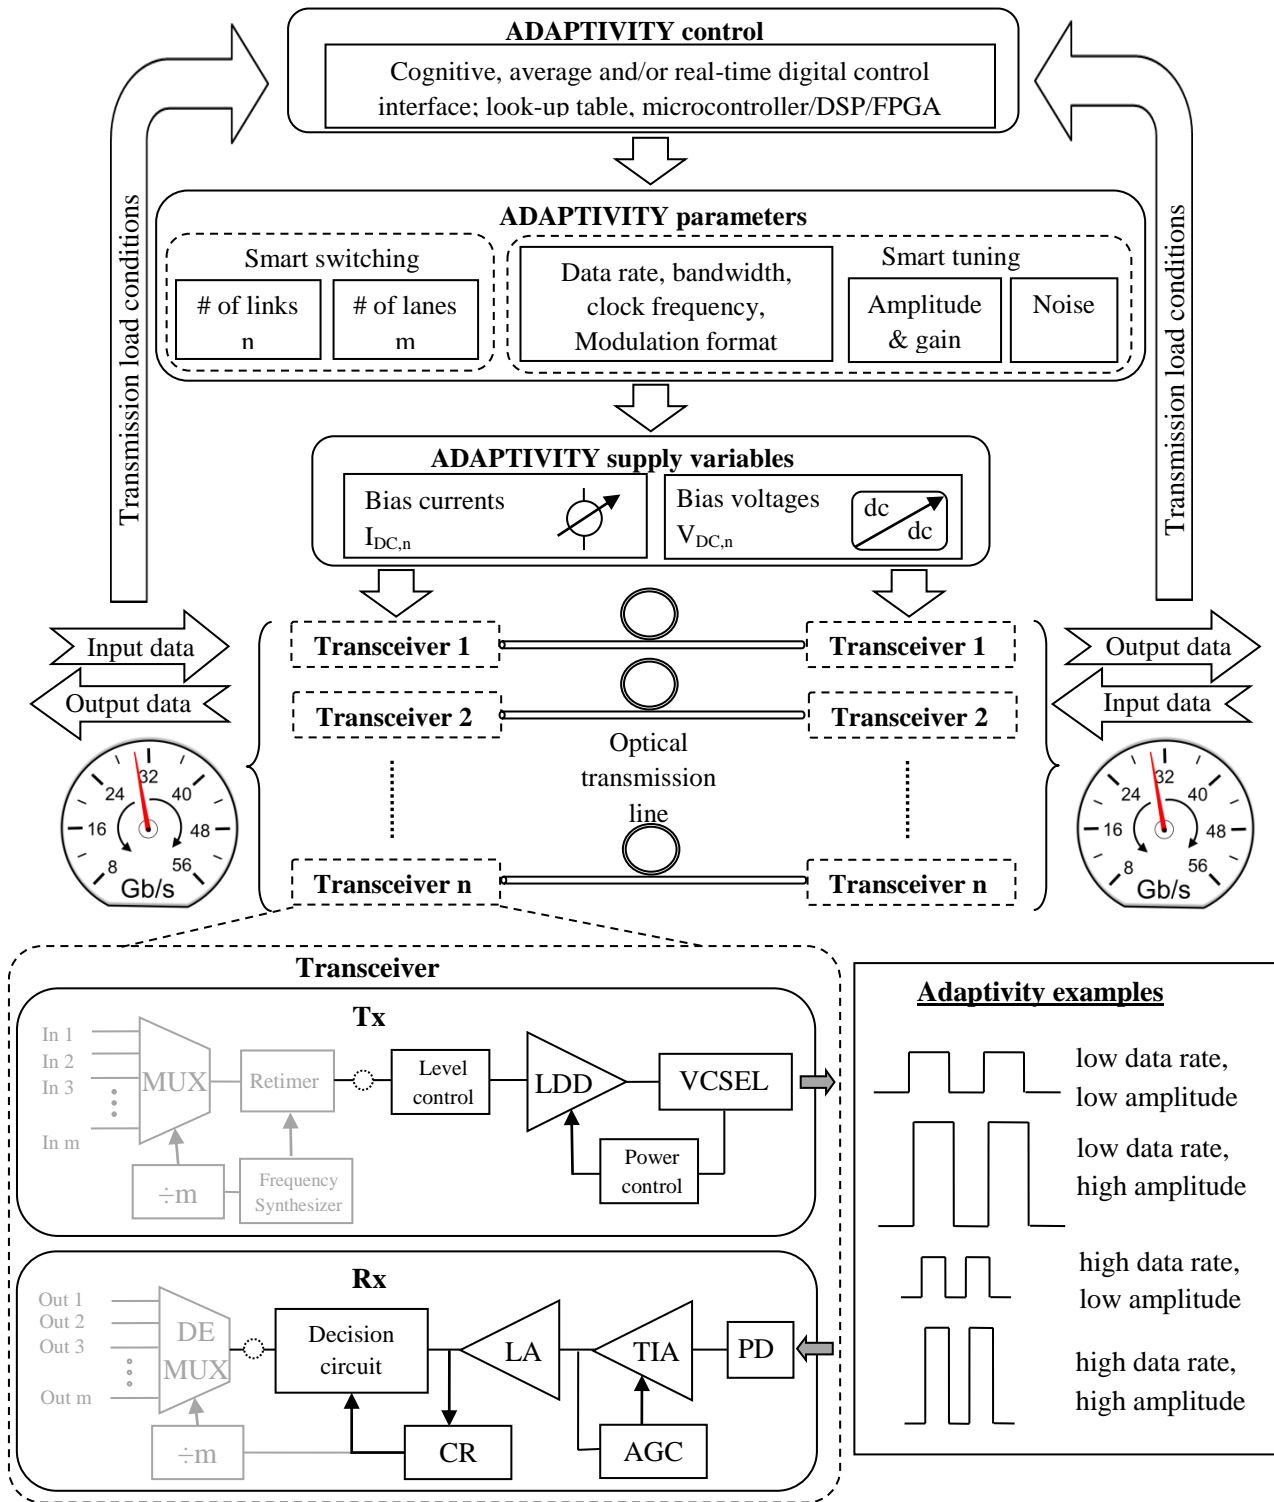 ADAPTIVITY control
Cognitive, average and/or real-time digital control
interface; look-up table, microcontroller/DSP/FPGA
Transmission load conditions
Transmission load conditions
ADAPTIVITY parameters
Smart switching
# of links
n
# of lanes
m
Data rate, bandwidth,
clock frequency,
Modulation format
Smart tuning
Amplitude
& gain
Noise
ADAPTIVITY supply variables
Bias currents
I_DC,n
Bias voltages
V_DC,n
dc
dc
Input data
Output data
Transceiver 1
Transceiver 1
Output data
Input data
Transceiver 2
Transceiver 2
Optical
transmission
line
Transceiver n
Transceiver n
8
16
24
32
40
48
56
Gb/s
8
16
24
32
40
48
56
Gb/s
Transceiver
Tx
In 1
In 2
In 3
In m
MUX
Retimer
Level
control
LDD
VCSEL
Power
control
÷m
Frequency
Synthesizer
Rx
Out 1
Out 2
Out 3
Out m
DE
MUX
Decision
circuit
LA
TIA
PD
÷m
CR
AGC
Adaptivity examples
low data rate,
low amplitude
low data rate,
high amplitude
high data rate,
low amplitude
high data rate,
high amplitude